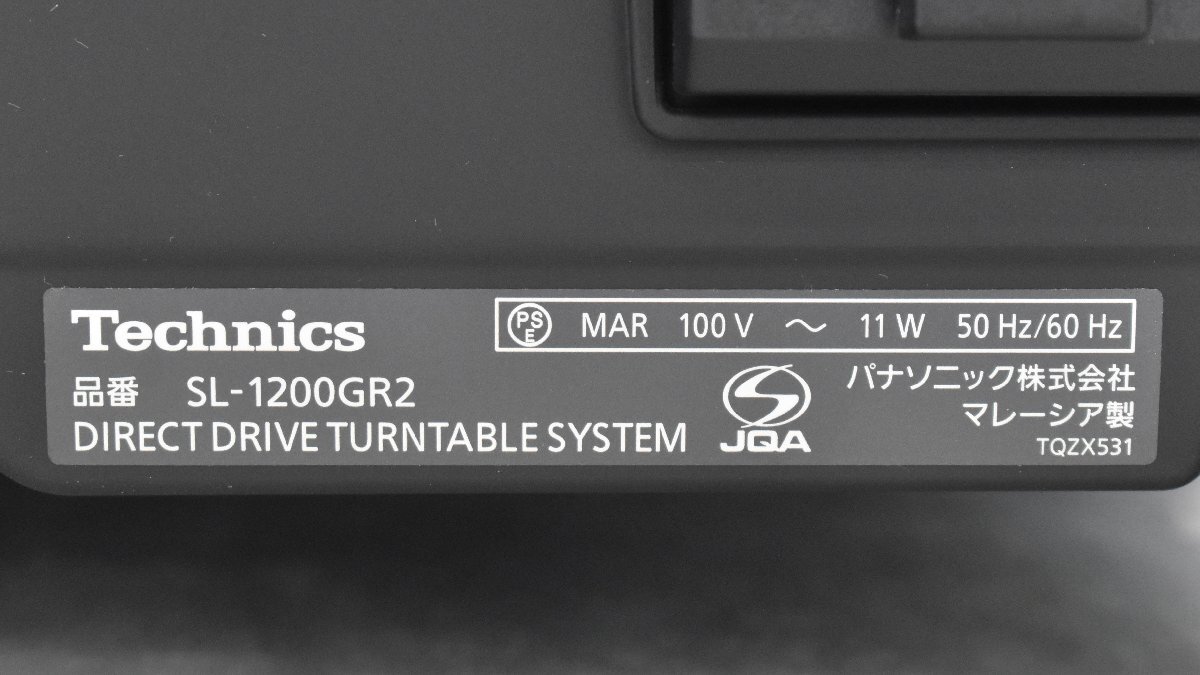 Technics
PSE MAR 100 V ～ 11 W 50 Hz/60 Hz
品番 SL-1200GR2
DIRECT DRIVE TURNTABLE SYSTEM
JQA
パナソニック株式会社
マレーシア製
TQZX531